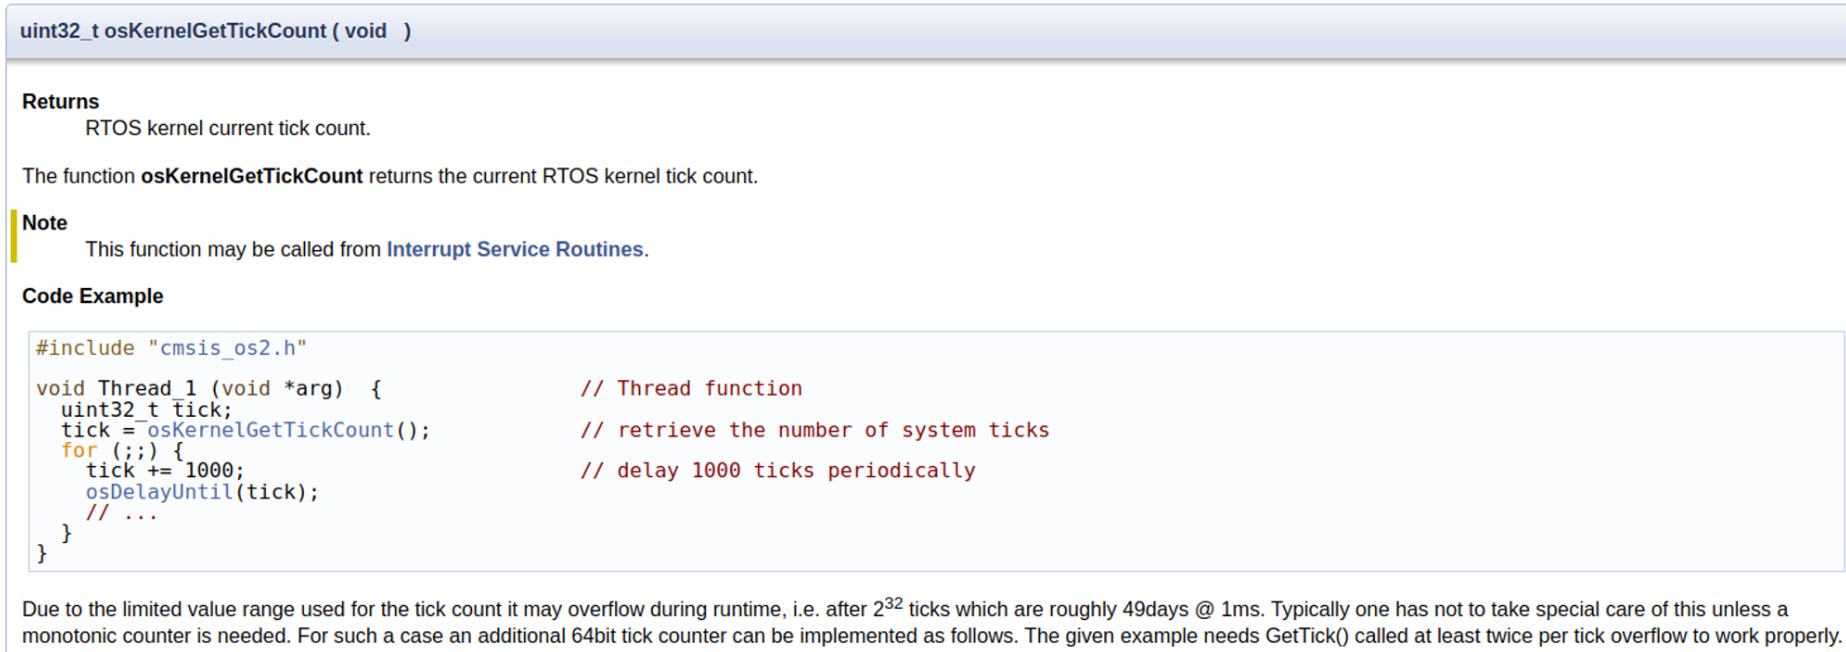 uint32_t osKernelGetTickCount ( void )
Returns
RTOS kernel current tick count.
The function osKernelGetTickCount returns the current RTOS kernel tick count.
Note
This function may be called from Interrupt Service Routines.
Code Example
#include "cmsis_os2.h"
void Thread_1 (void *arg)  {                // Thread function
  uint32_t tick;
  tick = osKernelGetTickCount();            // retrieve the number of system ticks
  for (;;) {
    tick += 1000;                           // delay 1000 ticks periodically
    osDelayUntil(tick);
    // ...
  }
}
Due to the limited value range used for the tick count it may overflow during runtime, i.e. after 2³² ticks which are roughly 49days @ 1ms. Typically one has not to take special care of this unless a
monotonic counter is needed. For such a case an additional 64bit tick counter can be implemented as follows. The given example needs GetTick() called at least twice per tick overflow to work properly.